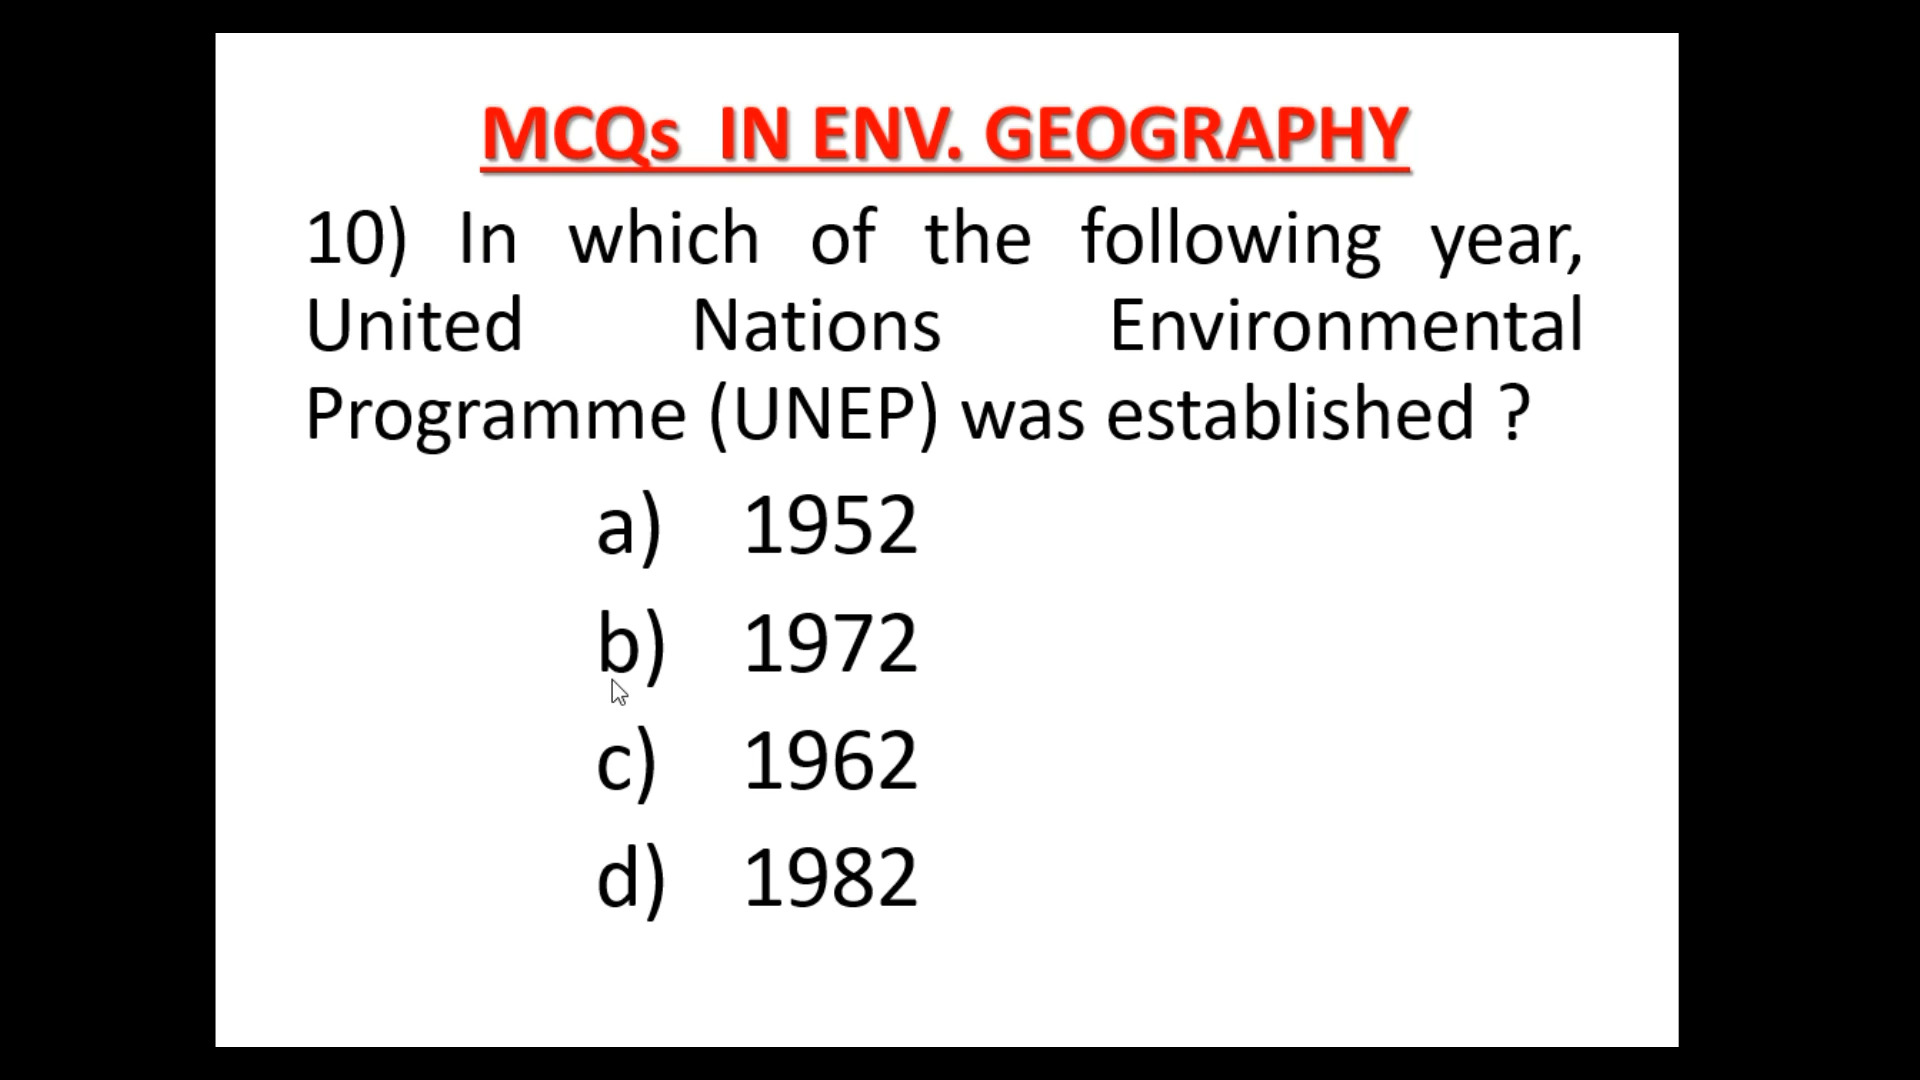 MCQs IN ENV. GEOGRAPHY
10) In which of the following year,
United Nations Environmental
Programme (UNEP) was established ?
a) 1952
b) 1972
c) 1962
d) 1982